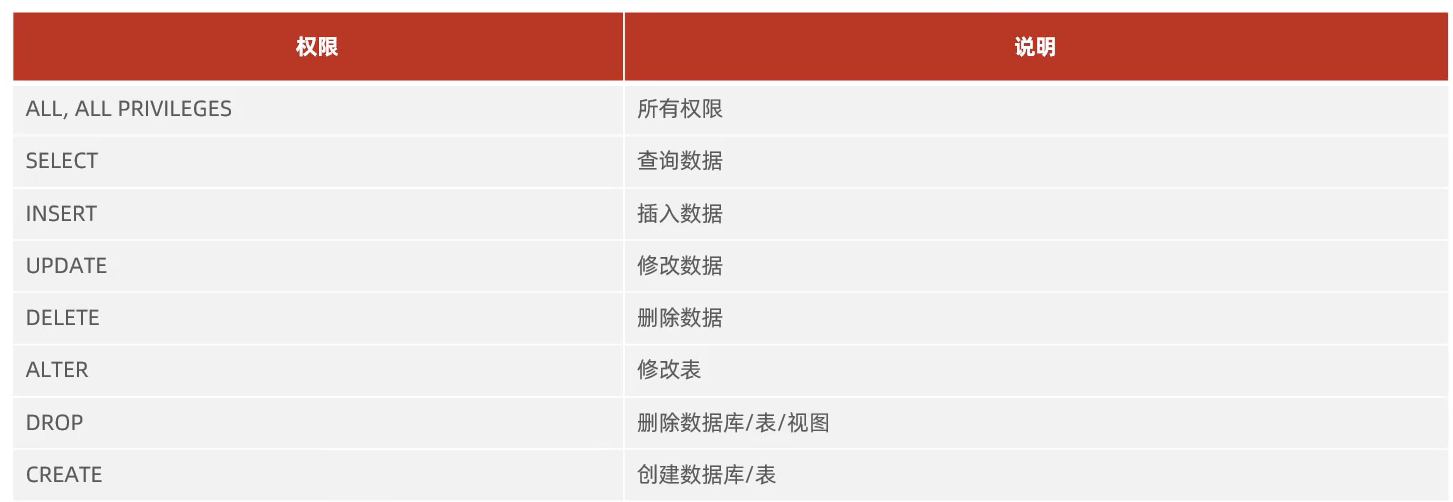 权限 说明
ALL, ALL PRIVILEGES 所有权限
SELECT 查询数据
INSERT 插入数据
UPDATE 修改数据
DELETE 删除数据
ALTER 修改表
DROP 删除数据库/表/视图
CREATE 创建数据库/表